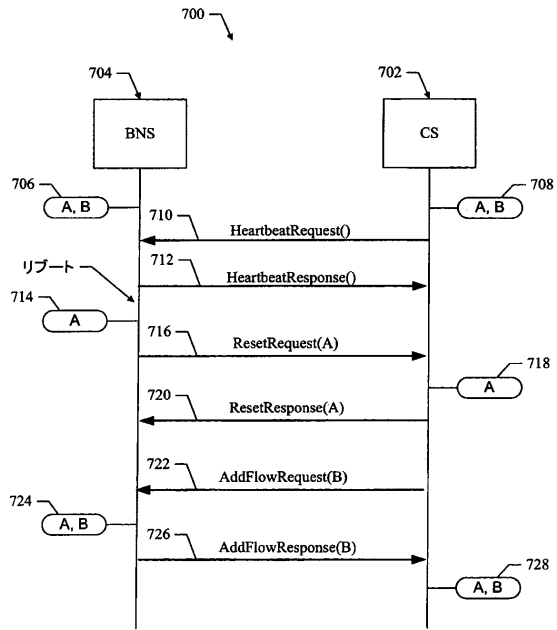 700
704
702
BNS
CS
706
A, B
708
A, B
710
HeartbeatRequest()
712
HeartbeatResponse()
リブート
714
A
716
ResetRequest(A)
718
A
720
ResetResponse(A)
722
AddFlowRequest(B)
724
A, B
726
AddFlowResponse(B)
728
A, B